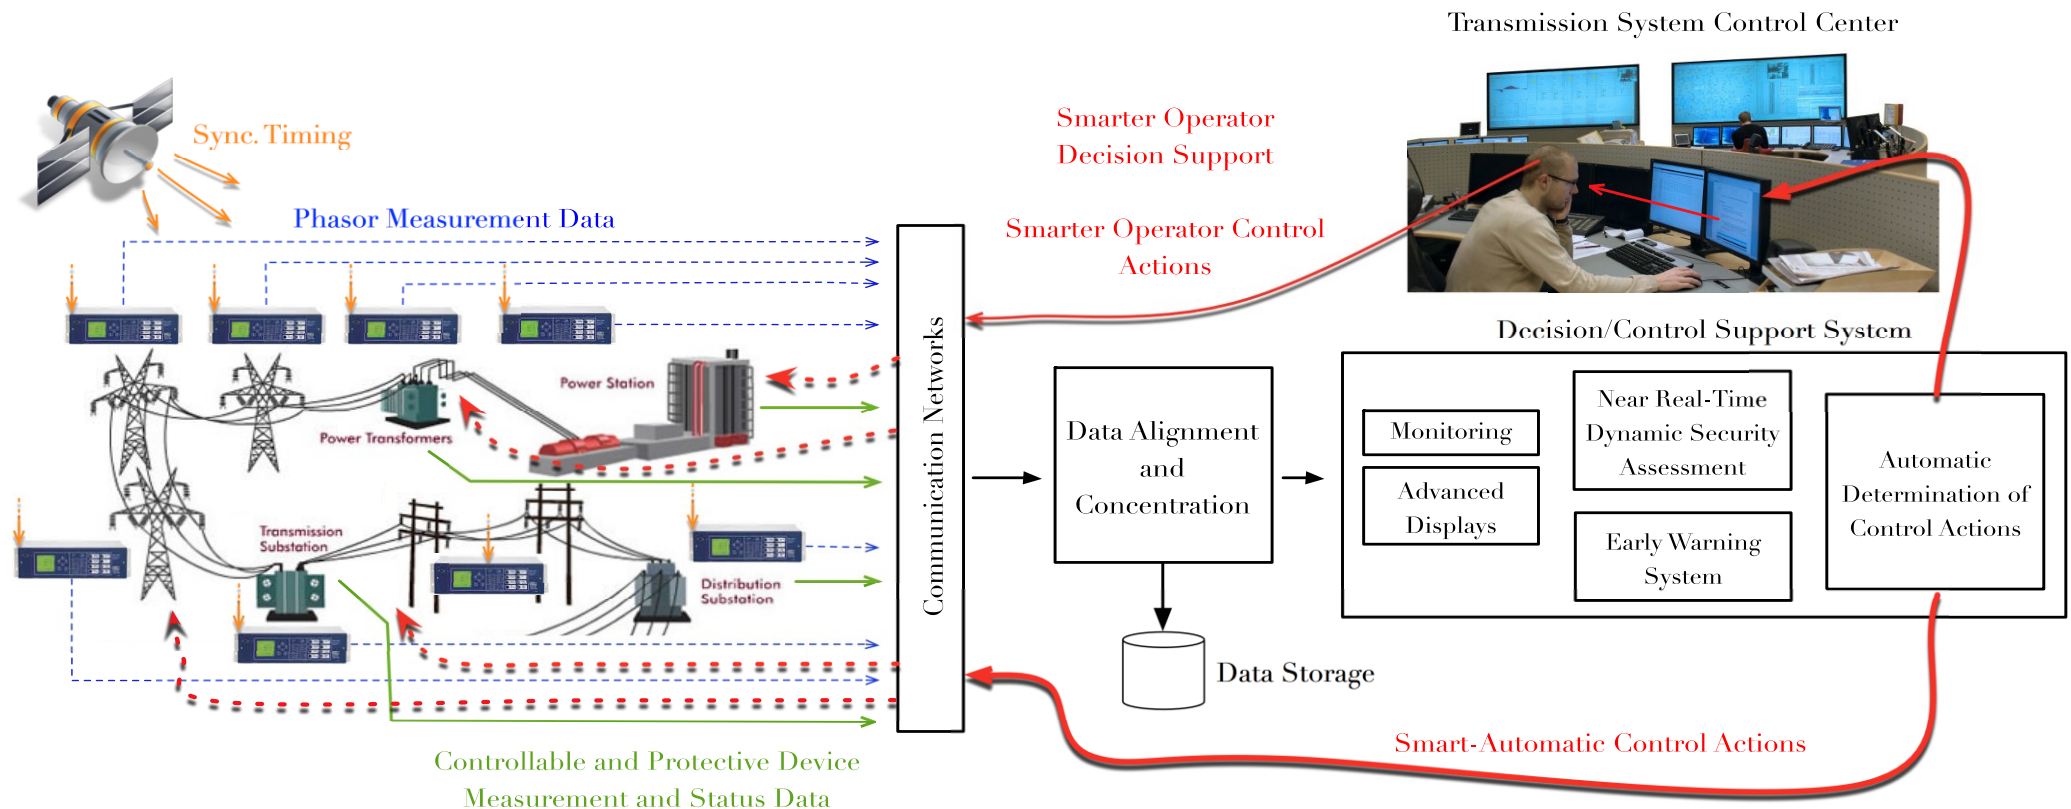 Transmission System Control Center
Sync. Timing
Smarter Operator
Decision Support
Phasor Measurement Data
Smarter Operator Control
Actions
Decision/Control Support System
Power Station
Power Transformers
Communication Networks
Data Alignment
and
Concentration
Monitoring
Advanced
Displays
Near Real-Time
Dynamic Security
Assessment
Early Warning
System
Automatic
Determination of
Control Actions
Transmission
Substation
Distribution
Substation
Data Storage
Smart-Automatic Control Actions
Controllable and Protective Device
Measurement and Status Data